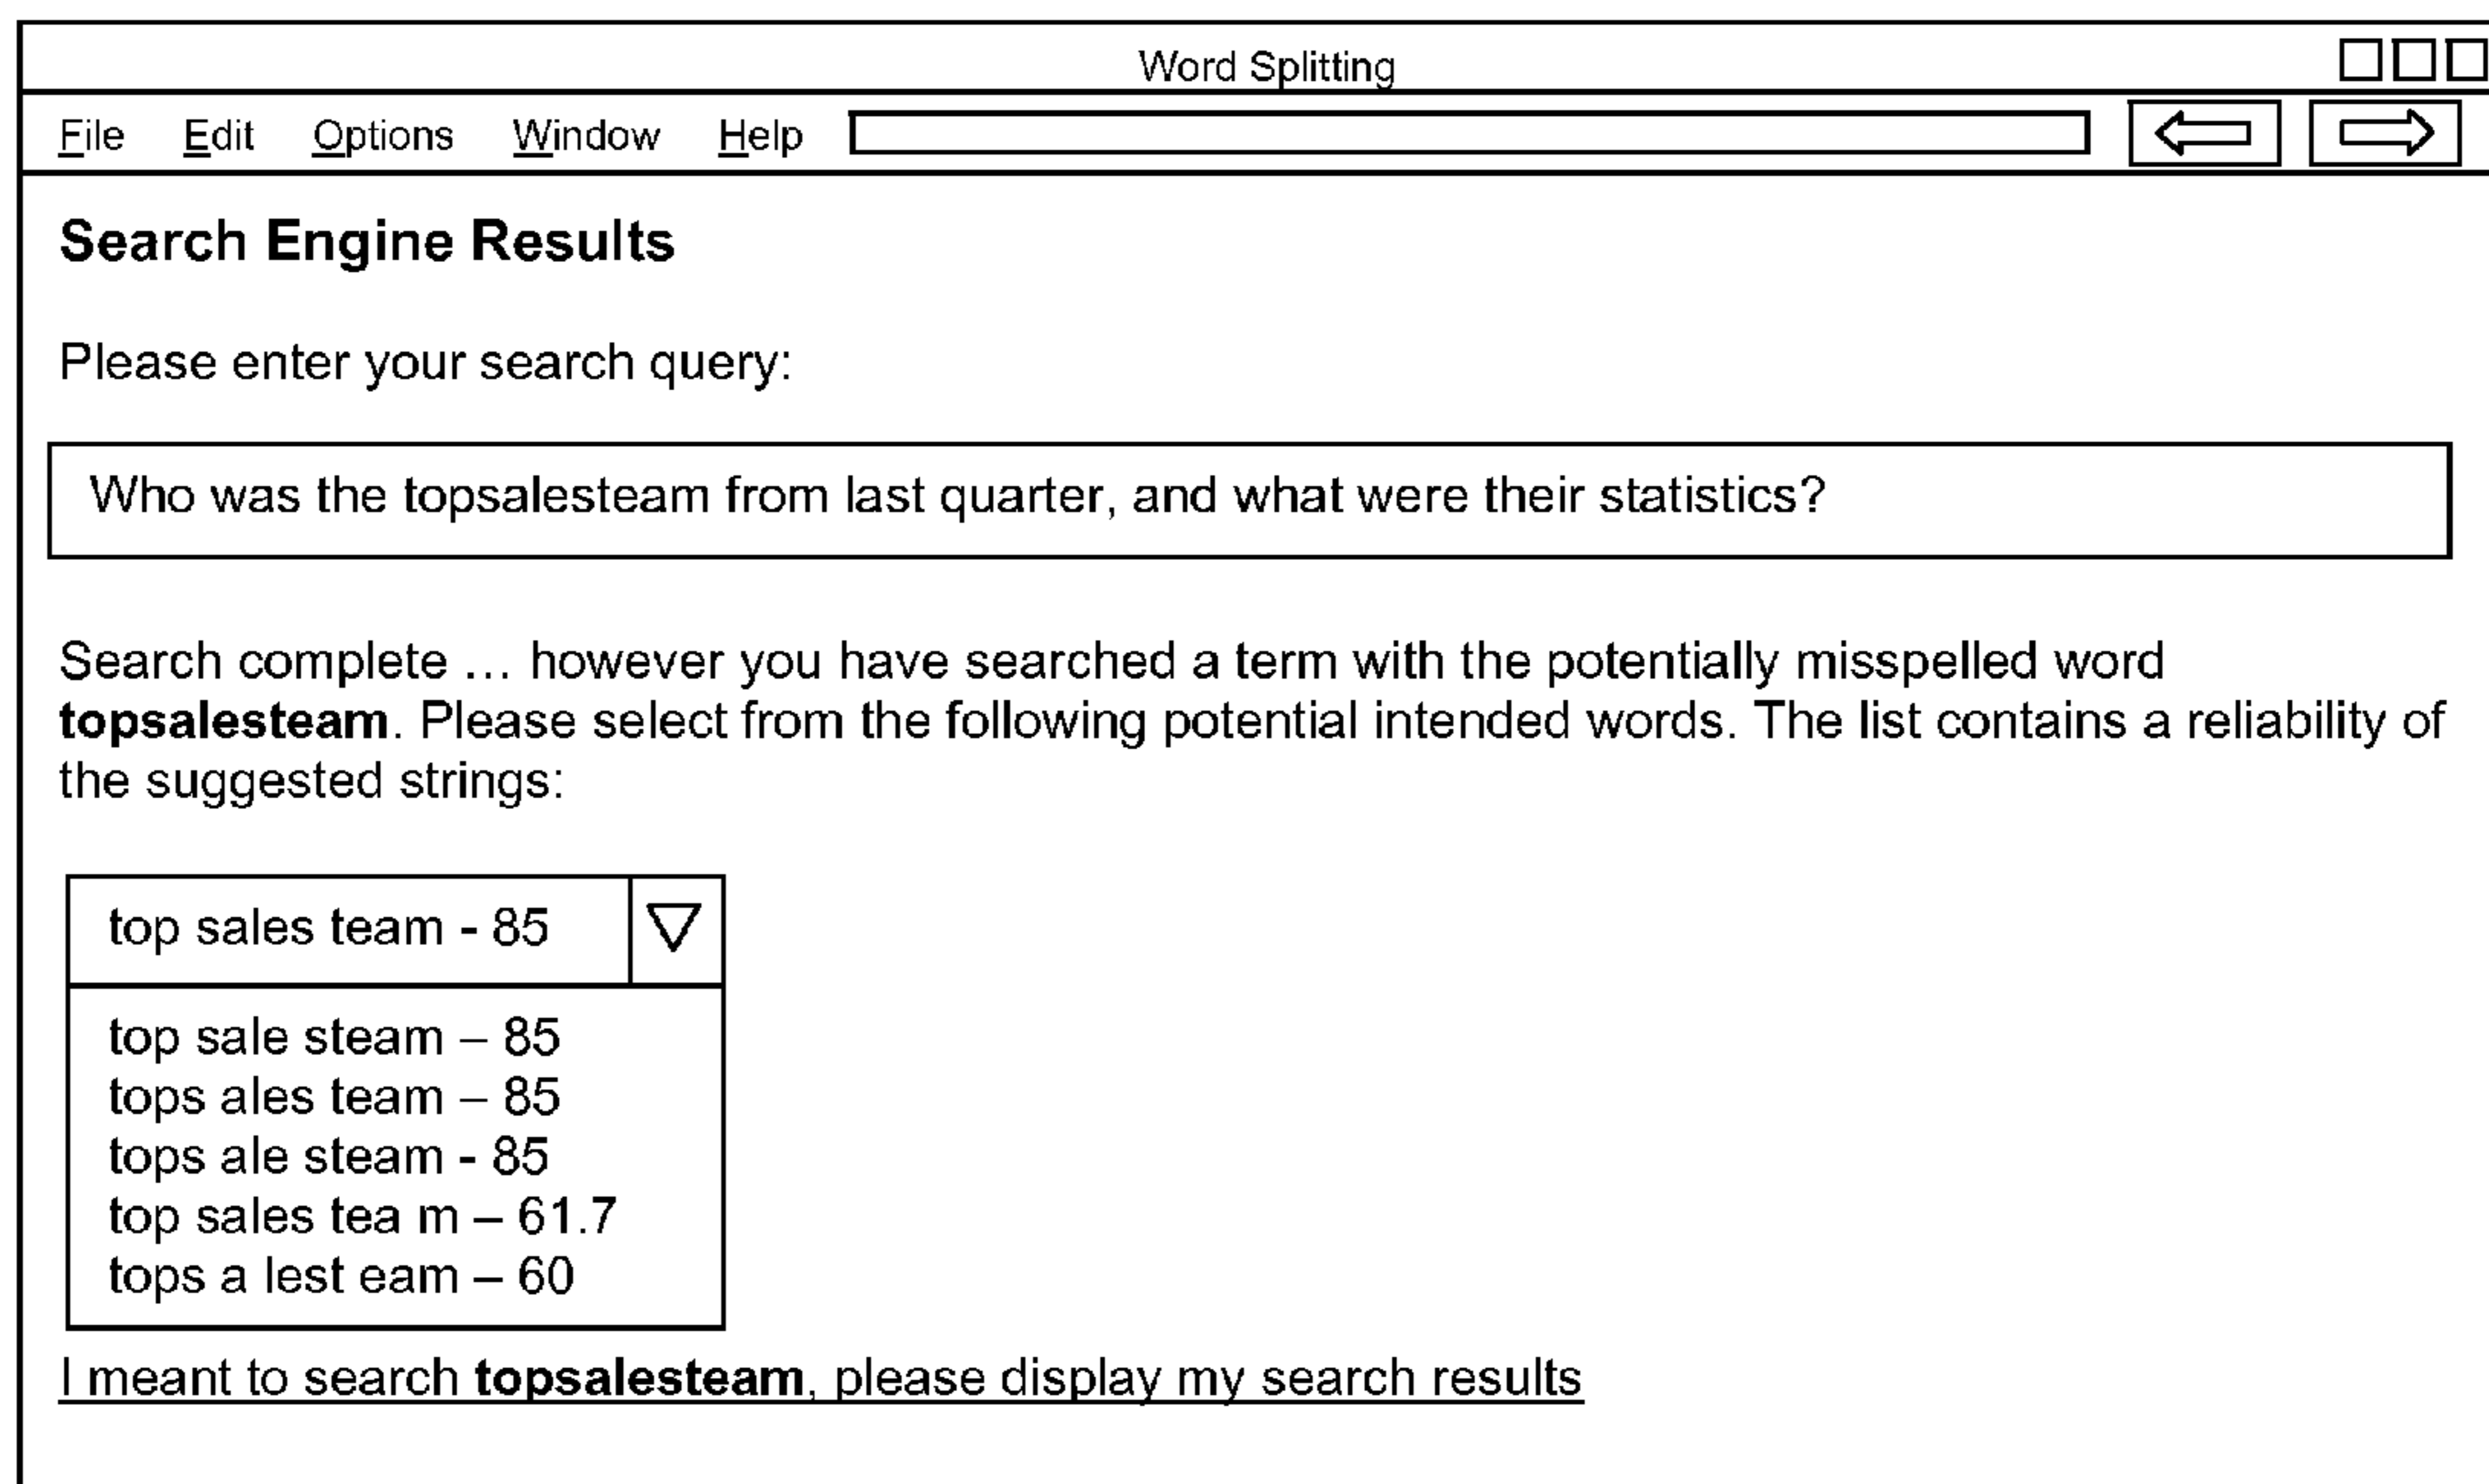 Word Splitting
File Edit Options Window Help
Search Engine Results
Please enter your search query:
Who was the topsalesteam from last quarter, and what were their statistics?
Search complete ... however you have searched a term with the potentially misspelled word
topsalesteam. Please select from the following potential intended words. The list contains a reliability of
the suggested strings:
top sales team - 85
top sale steam – 85
tops ales team – 85
tops ale steam - 85
top sales tea m – 61.7
tops a lest eam – 60
I meant to search topsalesteam, please display my search results